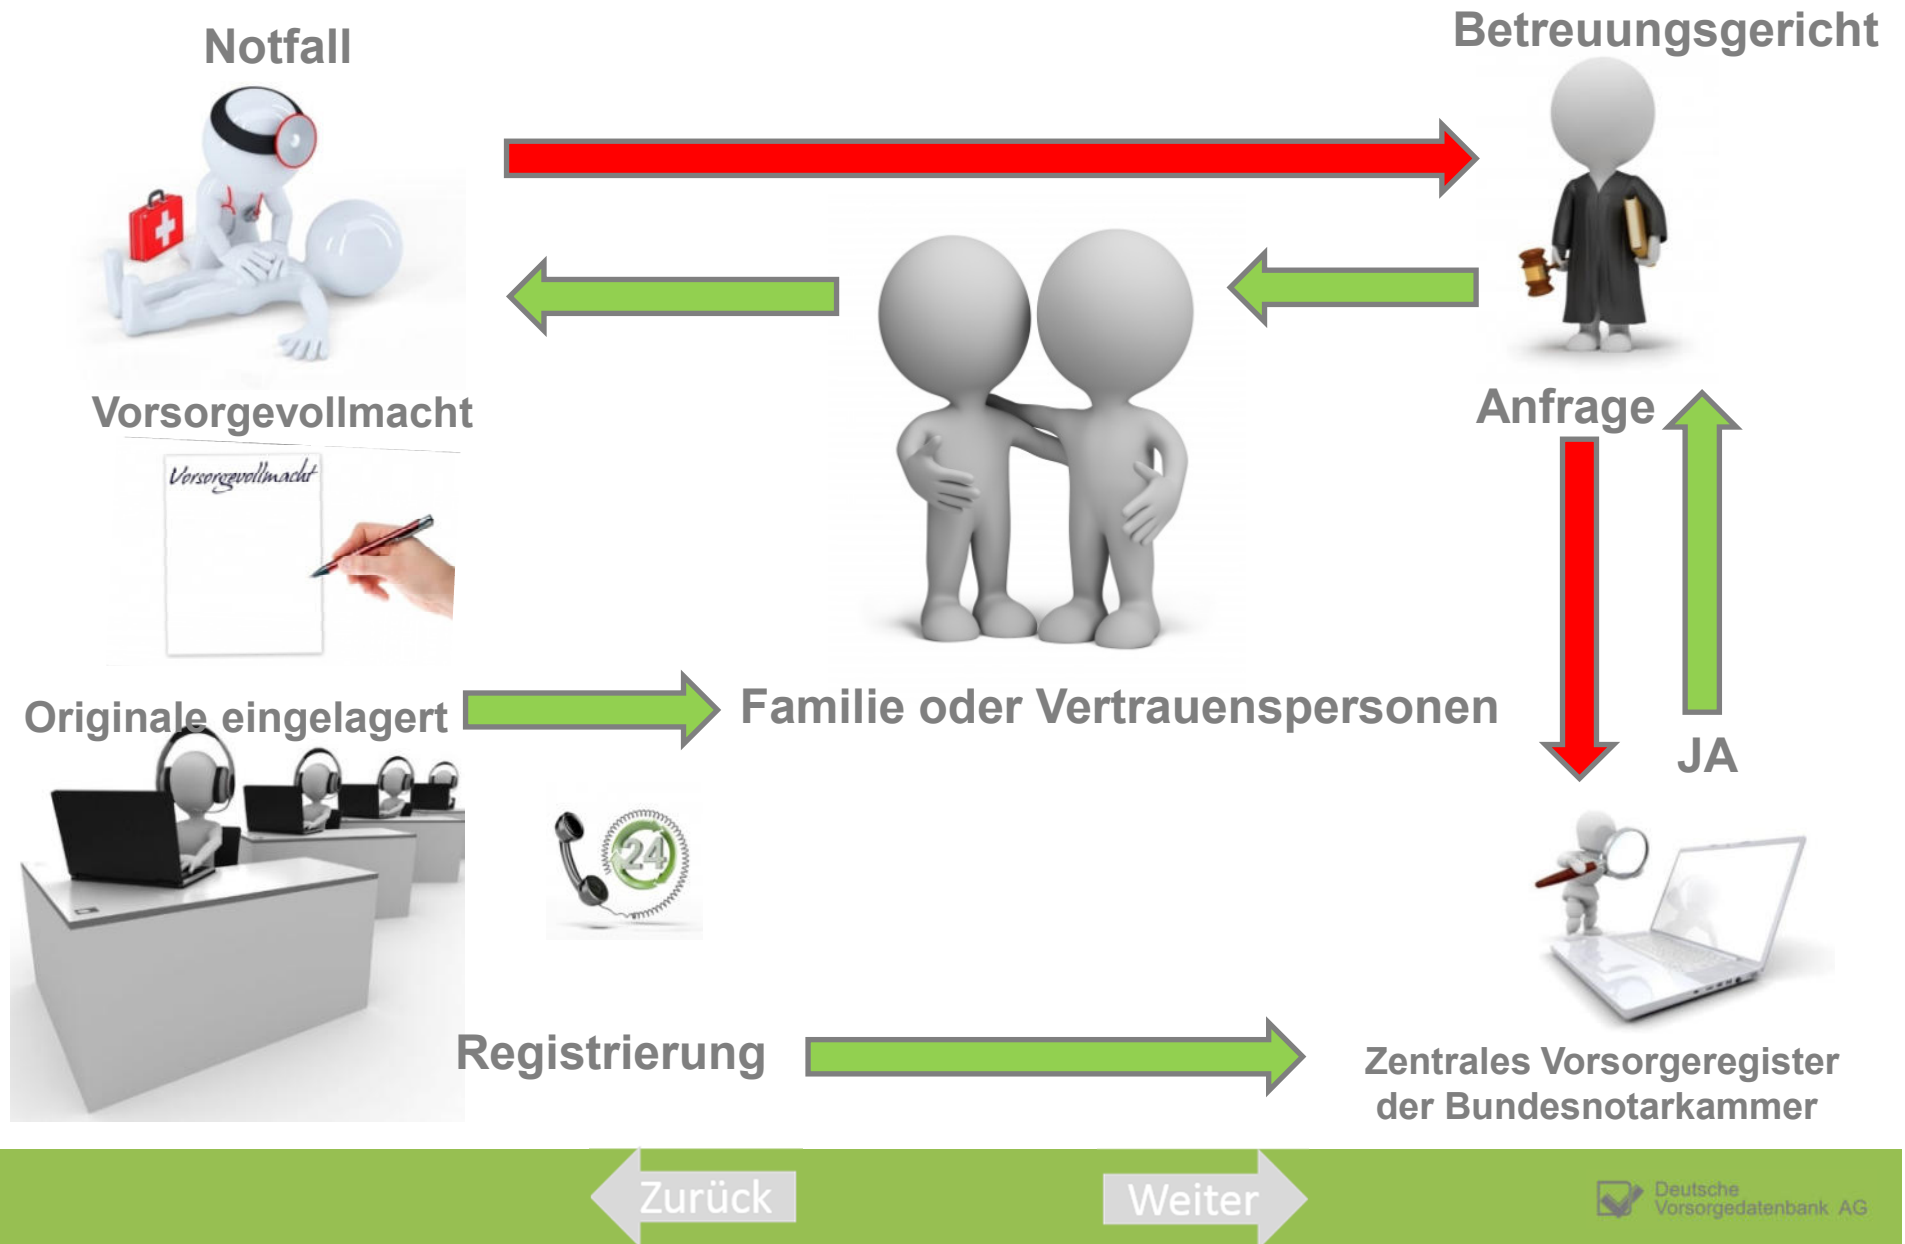 Notfall
Betreuungsgericht
Vorsorgevollmacht
Vorsorgevollmacht
Anfrage
Originale eingelagert
Familie oder Vertrauenspersonen
JA
24
Registrierung
Zentrales Vorsorgeregister
der Bundesnotarkammer
Zurück
Weiter
Deutsche
Vorsorgedatenbank AG